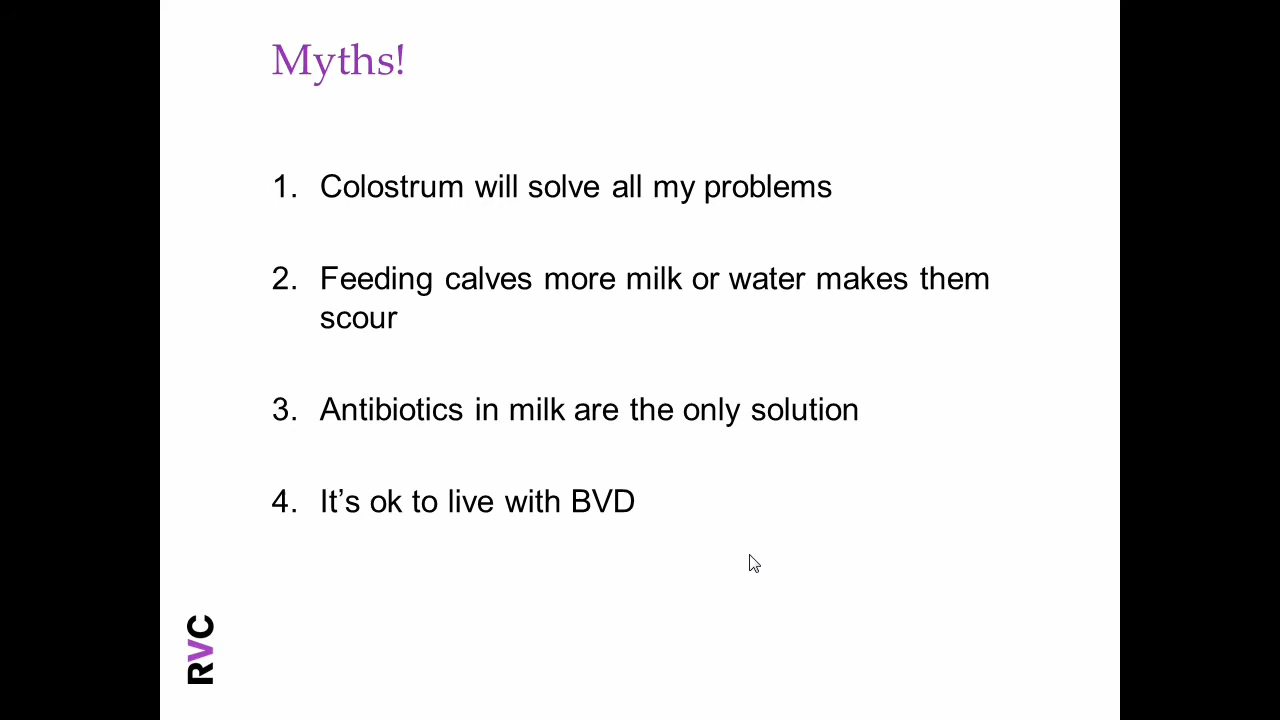 Myths!
1. Colostrum will solve all my problems
2. Feeding calves more milk or water makes them
scour
3. Antibiotics in milk are the only solution
4. It’s ok to live with BVD
RVC